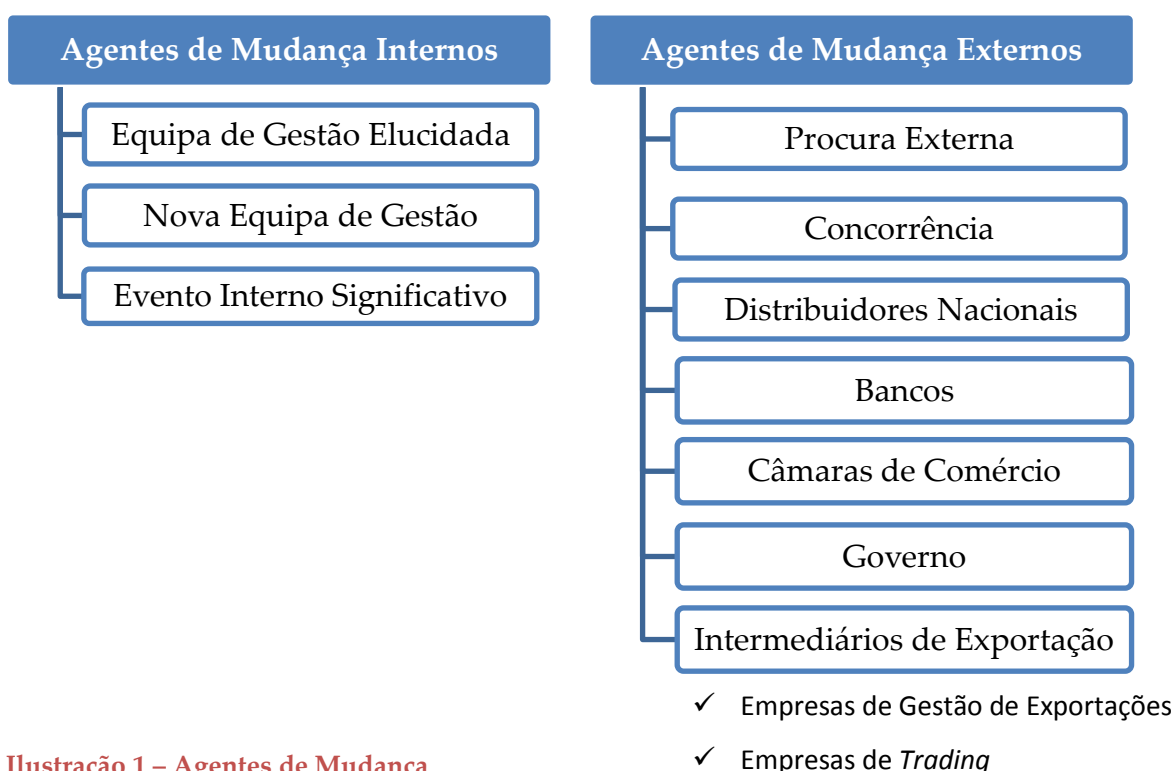 Agentes de Mudança Internos
Equipa de Gestão Elucidada
Nova Equipa de Gestão
Evento Interno Significativo
Agentes de Mudança Externos
Procura Externa
Concorrência
Distribuidores Nacionais
Bancos
Câmaras de Comércio
Governo
Intermediários de Exportação
✓ Empresas de Gestão de Exportações
✓ Empresas de Trading
Ilustração 1 – Agentes de Mudança